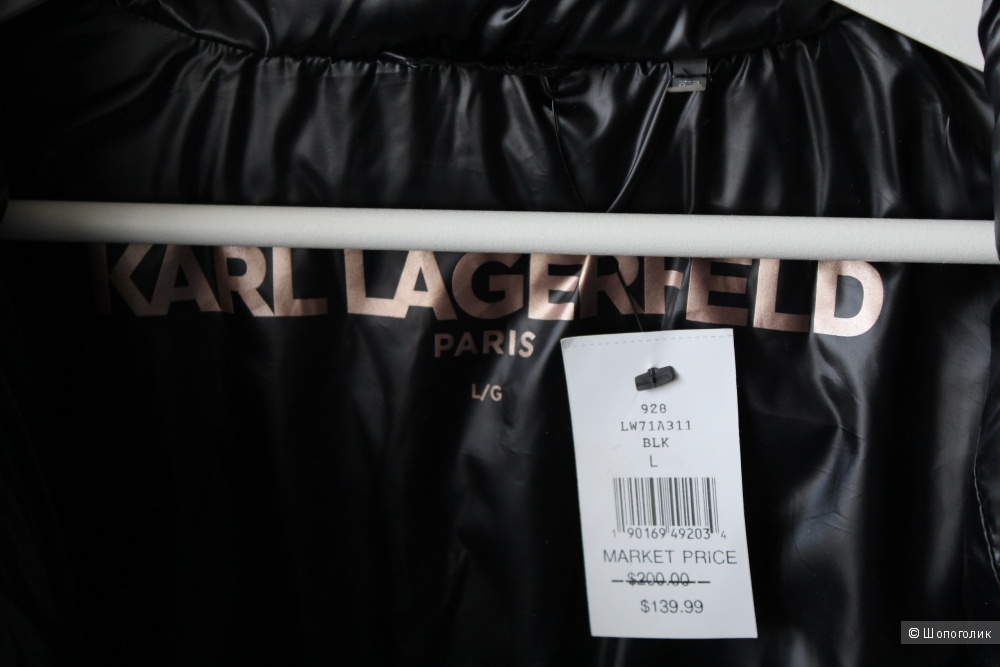 KARL LAGERFELD
PARIS
L/G
928
LW71A311
BLK
L
1 90169 49203 4
MARKET PRICE
$200.00
$139.99
© Шопоголик